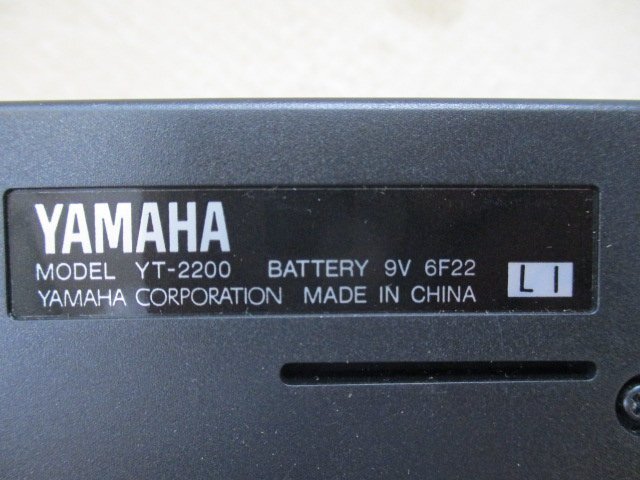 YAMAHA
MODEL YT-2200 BATTERY 9V 6F22
YAMAHA CORPORATION MADE IN CHINA
L I